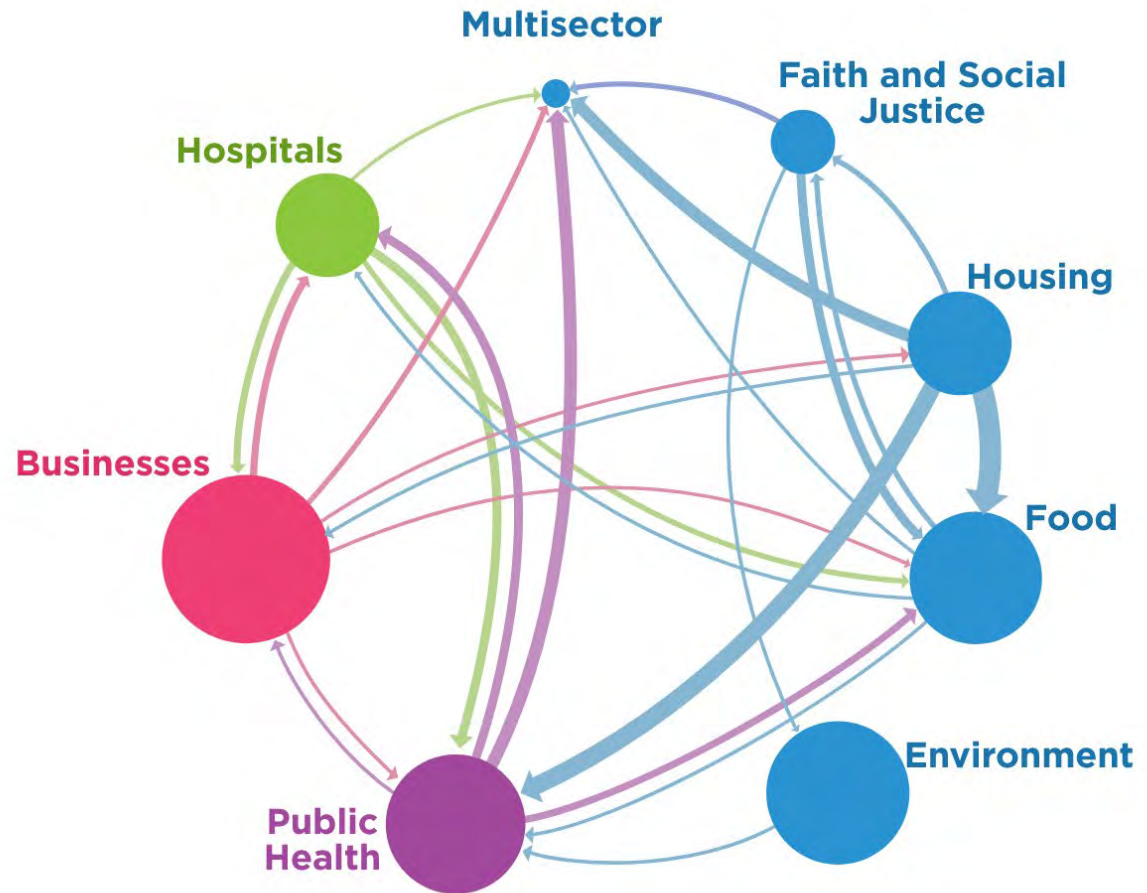 Multisector
Faith and Social
Justice
Hospitals
Housing
Businesses
Food
Environment
Public
Health